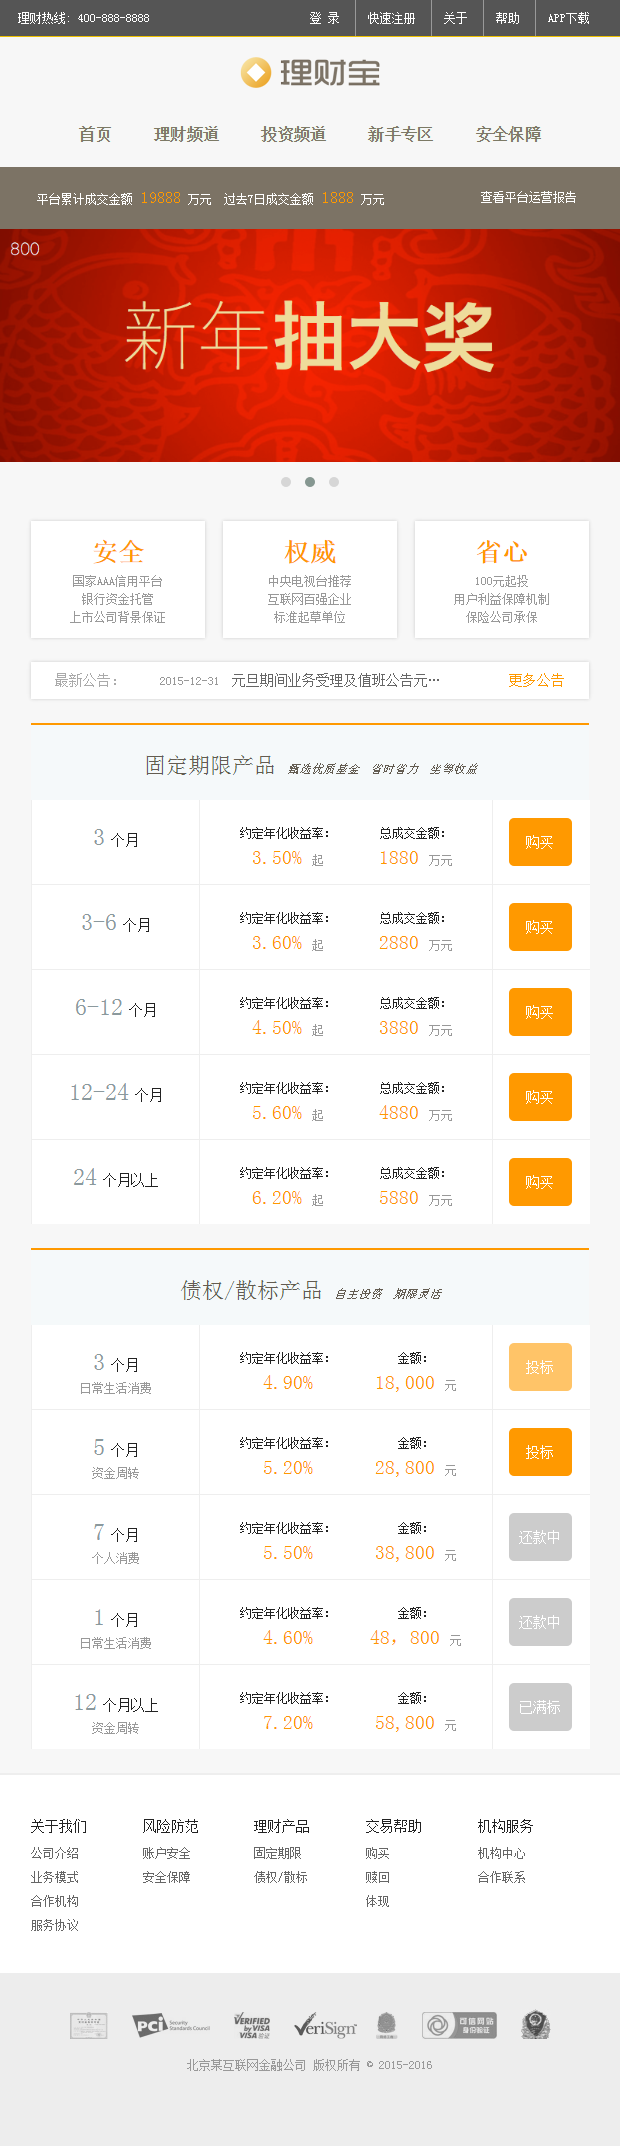 理财热线: 400-888-8888 登 录 快速注册 关于 帮助 APP下载
理财宝
首页 理财频道 投资频道 新手专区 安全保障
平台累计成交金额 19888 万元 过去7日成交金额 1888 万元 查看平台运营报告
800
新年抽大奖
安全 权威 省心
国家AAA信用平台 中央电视台推荐 100元起投
银行资金托管 互联网百强企业 用户利益保障机制
上市公司背景保证 标准起草单位 保险公司承保
最新公告: 2015-12-31 元旦期间业务受理及值班公告元… 更多公告
固定期限产品 甄选优质基金 省时省力 坐等收益
约定年化收益率: 总成交金额:
3 个月 3.50% 起 1880 万元 购买
约定年化收益率: 总成交金额:
3-6 个月 3.60% 起 2880 万元 购买
约定年化收益率: 总成交金额:
6-12 个月 4.50% 起 3880 万元 购买
约定年化收益率: 总成交金额:
12-24 个月 5.60% 起 4880 万元 购买
约定年化收益率: 总成交金额:
24 个月以上 6.20% 起 5880 万元 购买
债权/散标产品 自主投资 期限灵活
3 个月 约定年化收益率: 金额: 投标
日常生活消费 4.90% 18,000 元
5 个月 约定年化收益率: 金额: 投标
资金周转 5.20% 28,800 元
7 个月 约定年化收益率: 金额: 还款中
个人消费 5.50% 38,800 元
1 个月 约定年化收益率: 金额: 还款中
日常生活消费 4.60% 48，800 元
12 个月以上 约定年化收益率: 金额: 已满标
资金周转 7.20% 58,800 元
关于我们 风险防范 理财产品 交易帮助 机构服务
公司介绍 账户安全 固定期限 购买 机构中心
业务模式 安全保障 债权/散标 赎回 合作联系
合作机构 体现
服务协议
PCI Security Standards Council VERIFIED by VISA VeriSign 可信网站 身份验证
北京某互联网金融公司 版权所有 © 2015-2016